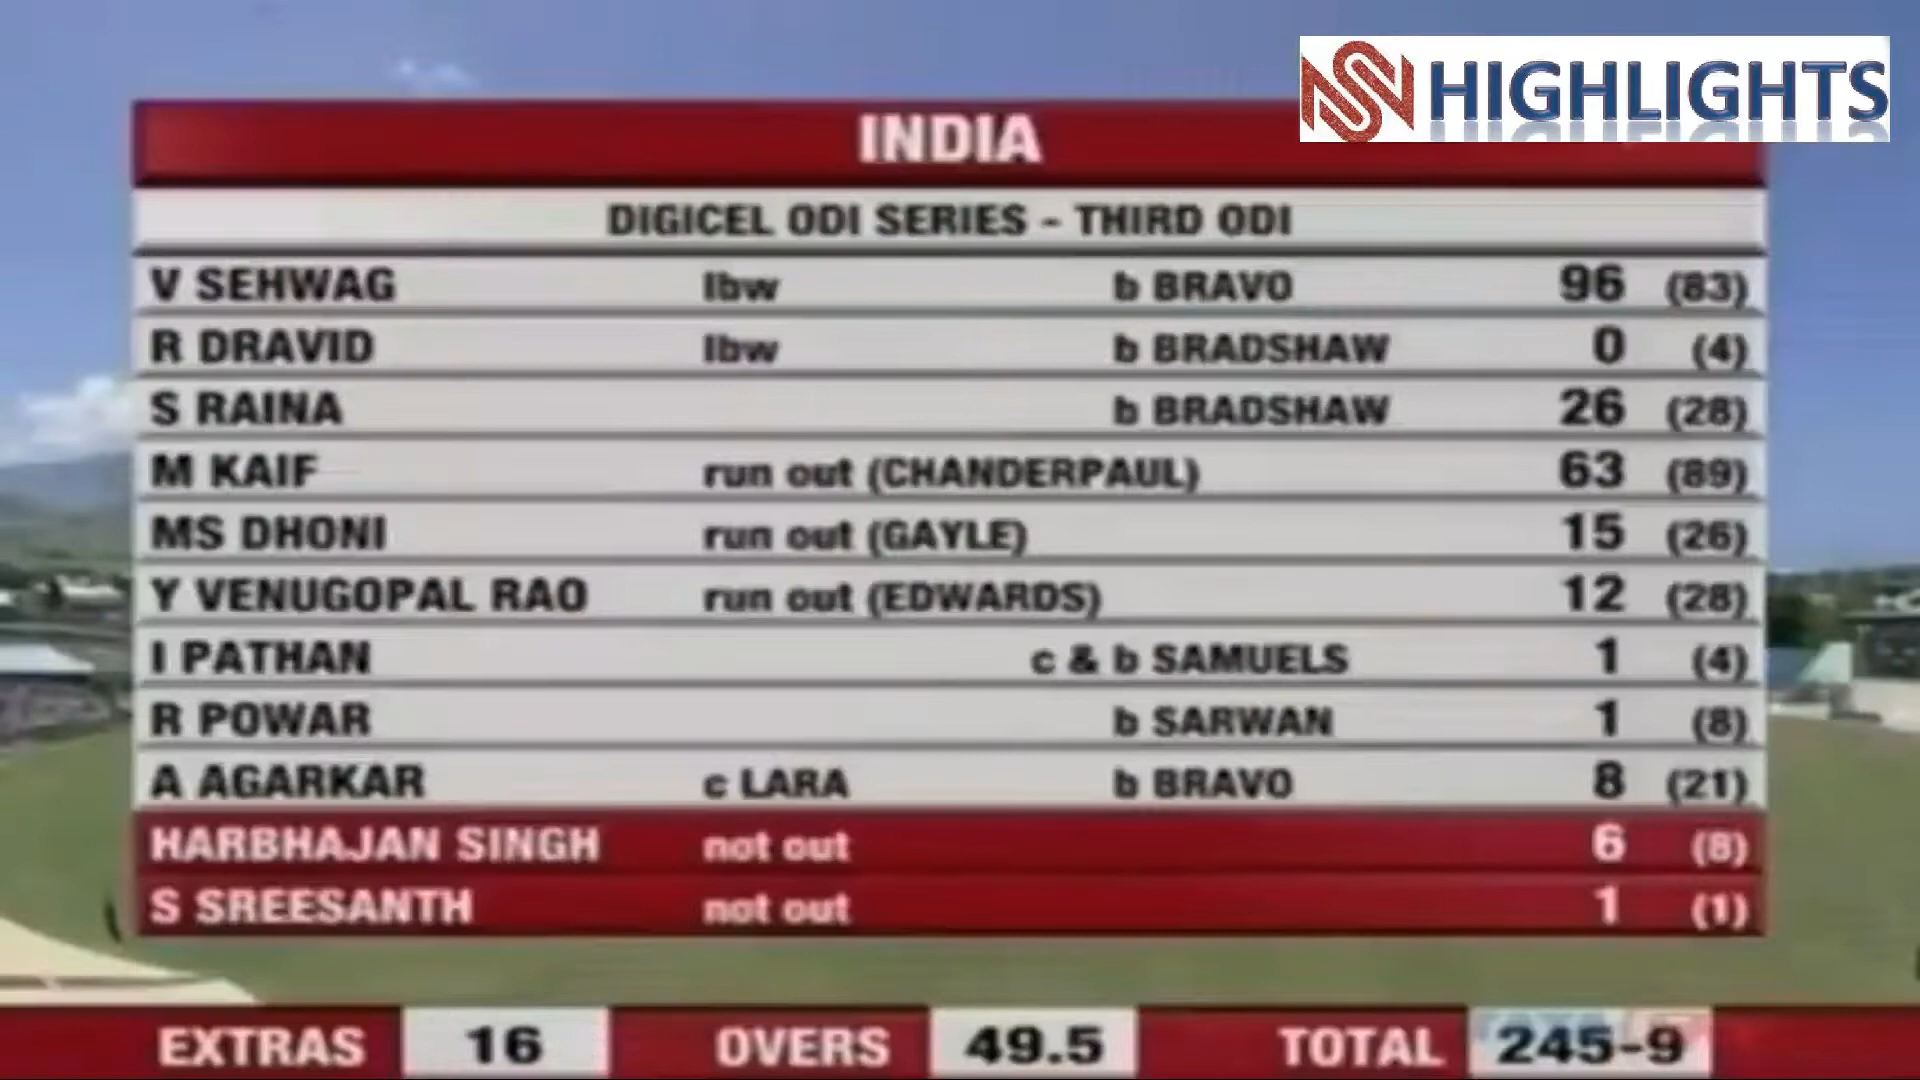 HIGHLIGHTS
INDIA
DIGICEL ODI SERIES - THIRD ODI
V SEHWAG lbw b BRAVO 96 (83)
R DRAVID lbw b BRADSHAW 0 (4)
S RAINA b BRADSHAW 26 (28)
M KAIF run out (CHANDERPAUL) 63 (89)
MS DHONI run out (GAYLE) 15 (26)
Y VENUGOPAL RAO run out (EDWARDS) 12 (28)
I PATHAN c & b SAMUELS 1 (4)
R POWAR b SARWAN 1 (8)
A AGARKAR c LARA b BRAVO 8 (21)
HARBHAJAN SINGH not out 6 (8)
S SREESANTH not out 1 (1)
EXTRAS 16 OVERS 49.5 TOTAL 245-9